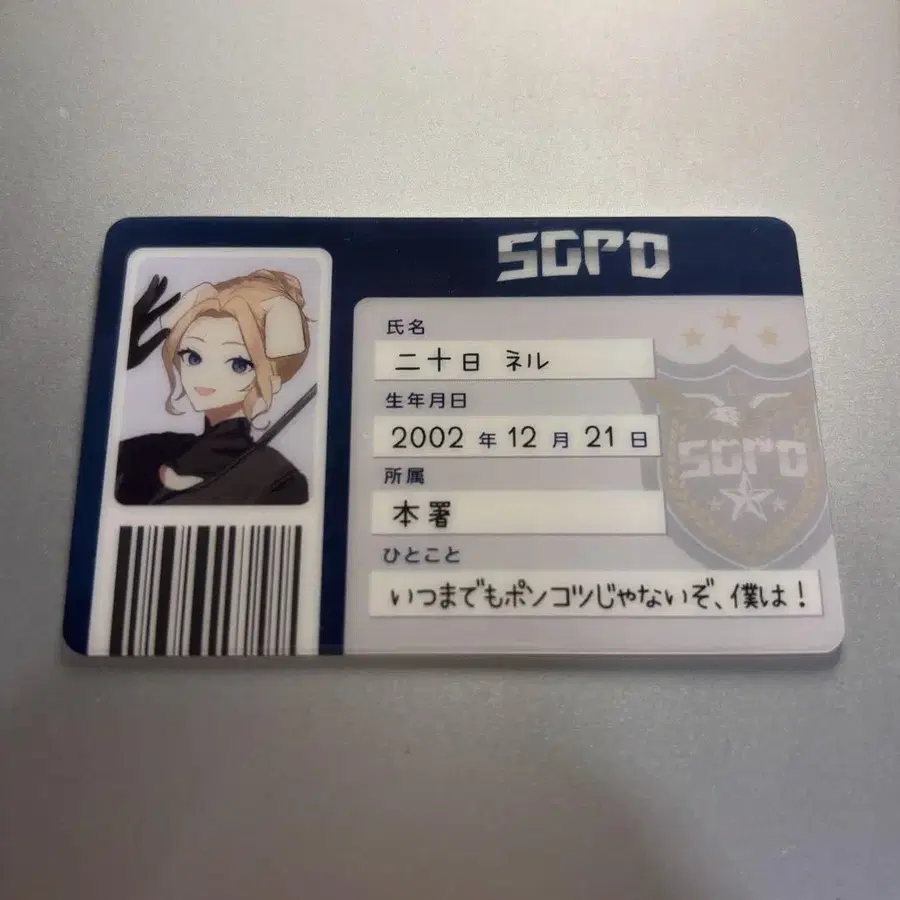 SGPD
氏名
二十日 ネル
生年月日
2002 年 12 月 21 日
所属
本署
ひとこと
いつまでもポンコツじゃないぞ、僕は！
SGPD